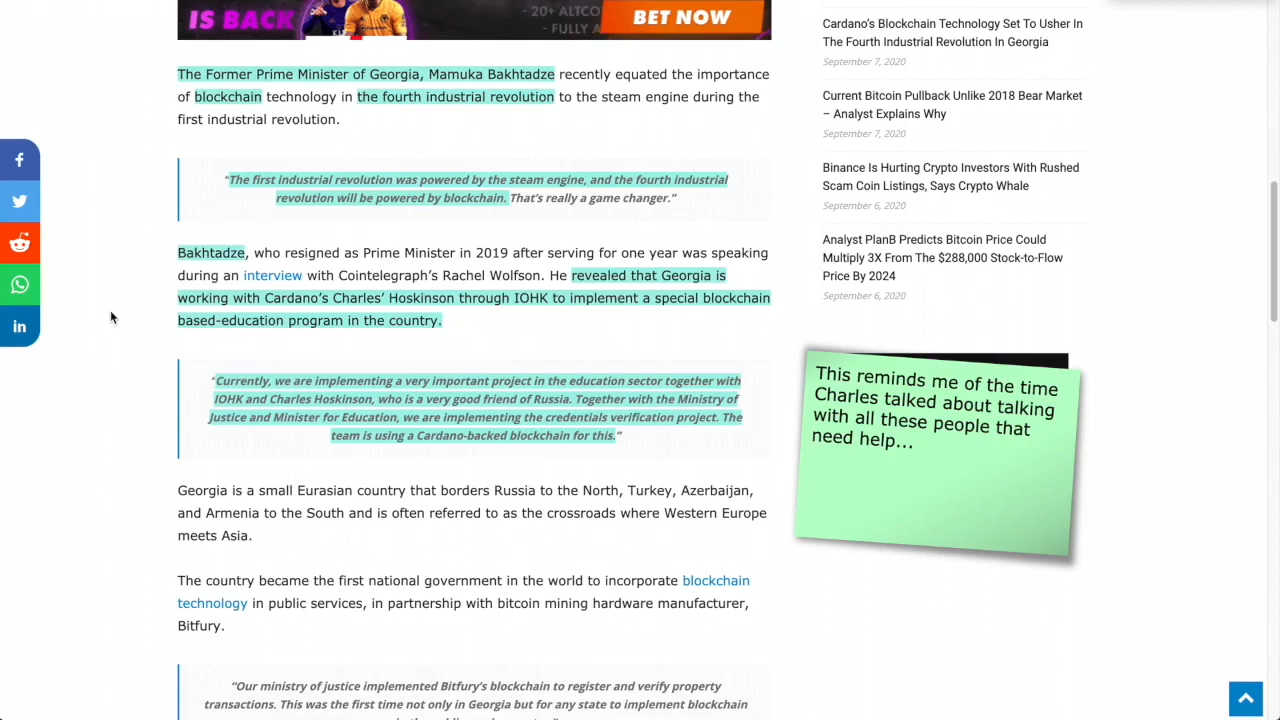 IS BACK
- 20+ ALTCO
- FULLY A
BET NOW
The Former Prime Minister of Georgia, Mamuka Bakhtadze recently equated the importance
of blockchain technology in the fourth industrial revolution to the steam engine during the
first industrial revolution.
“The first industrial revolution was powered by the steam engine, and the fourth industrial
revolution will be powered by blockchain. That’s really a game changer.”
Bakhtadze, who resigned as Prime Minister in 2019 after serving for one year was speaking
during an interview with Cointelegraph’s Rachel Wolfson. He revealed that Georgia is
working with Cardano’s Charles’ Hoskinson through IOHK to implement a special blockchain
based-education program in the country.
“Currently, we are implementing a very important project in the education sector together with
IOHK and Charles Hoskinson, who is a very good friend of Russia. Together with the Ministry of
Justice and Minister for Education, we are implementing the credentials verification project. The
team is using a Cardano-backed blockchain for this.”
Georgia is a small Eurasian country that borders Russia to the North, Turkey, Azerbaijan,
and Armenia to the South and is often referred to as the crossroads where Western Europe
meets Asia.
The country became the first national government in the world to incorporate blockchain
technology in public services, in partnership with bitcoin mining hardware manufacturer,
Bitfury.
“Our ministry of justice implemented Bitfury’s blockchain to register and verify property
transactions. This was the first time not only in Georgia but for any state to implement blockchain
Cardano’s Blockchain Technology Set To Usher In
The Fourth Industrial Revolution In Georgia
September 7, 2020
Current Bitcoin Pullback Unlike 2018 Bear Market
– Analyst Explains Why
September 7, 2020
Binance Is Hurting Crypto Investors With Rushed
Scam Coin Listings, Says Crypto Whale
September 6, 2020
Analyst PlanB Predicts Bitcoin Price Could
Multiply 3X From The $288,000 Stock-to-Flow
Price By 2024
September 6, 2020
This reminds me of the time
Charles talked about talking
with all these people that
need help...